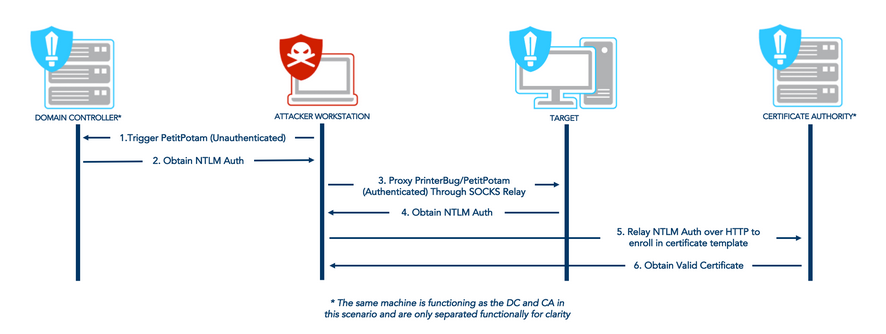 DOMAIN CONTROLLER*
ATTACKER WORKSTATION
TARGET
CERTIFICATE AUTHORITY*
1.Trigger PetitPotam (Unauthenticated)
2. Obtain NTLM Auth
3. Proxy PrinterBug/PetitPotam
(Authenticated) Through SOCKS Relay
4. Obtain NTLM Auth
5. Relay NTLM Auth over HTTP to
enroll in certificate template
6. Obtain Valid Certificate
* The same machine is functioning as the DC and CA in
this scenario and are only separated functionally for clarity